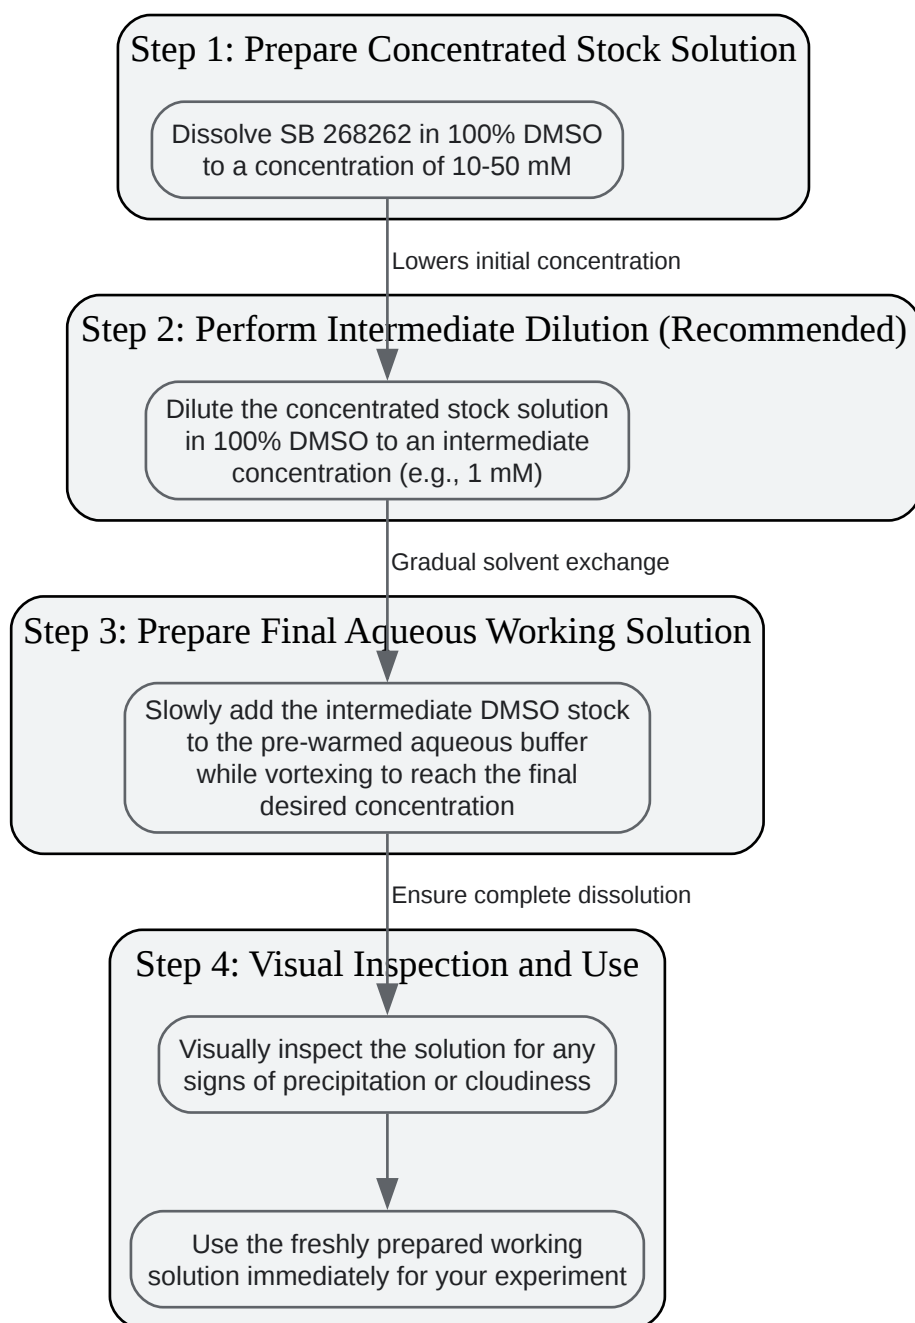 Step 1: Prepare Concentrated Stock Solution
Dissolve SB 268262 in 100% DMSO
to a concentration of 10-50 mM
Lowers initial concentration
Step 2: Perform Intermediate Dilution (Recommended)
Dilute the concentrated stock solution
in 100% DMSO to an intermediate
concentration (e.g., 1 mM)
Gradual solvent exchange
Step 3: Prepare Final Aqueous Working Solution
Slowly add the intermediate DMSO stock
to the pre-warmed aqueous buffer
while vortexing to reach the final
desired concentration
Ensure complete dissolution
Step 4: Visual Inspection and Use
Visually inspect the solution for any
signs of precipitation or cloudiness
Use the freshly prepared working
solution immediately for your experiment